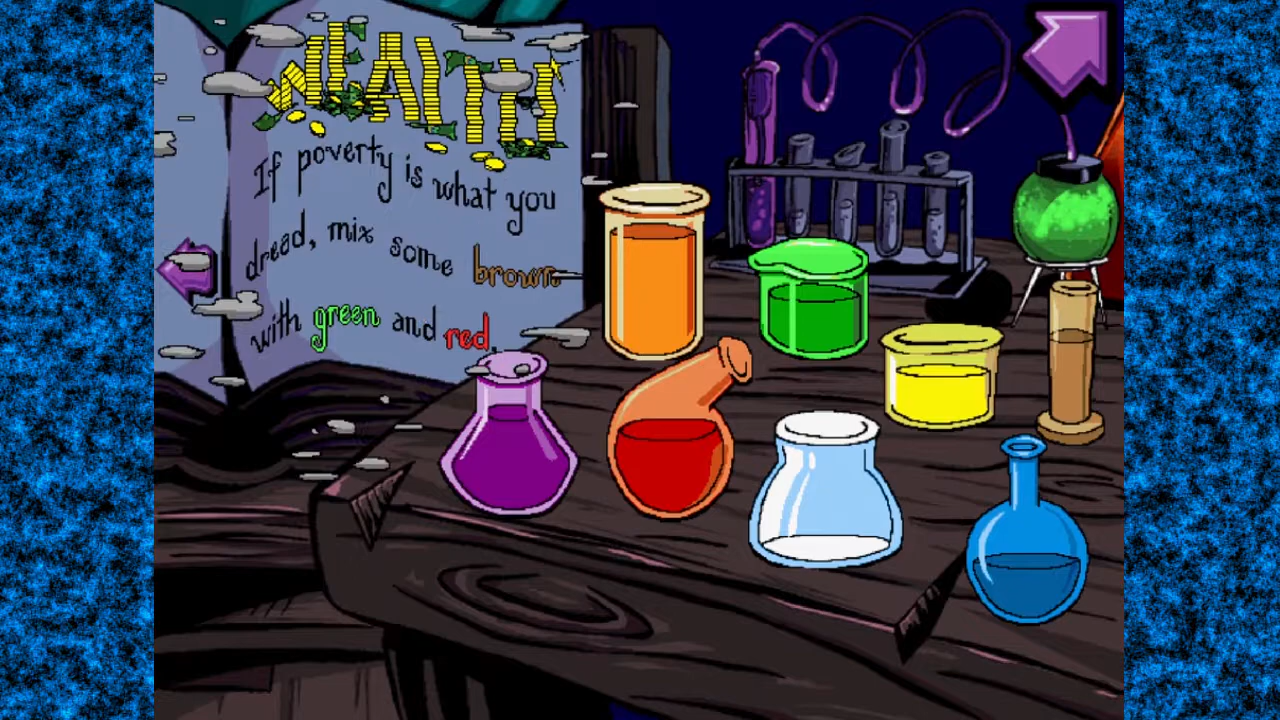 WEALTH
If poverty is what you
dread, mix some brown
with green and red.